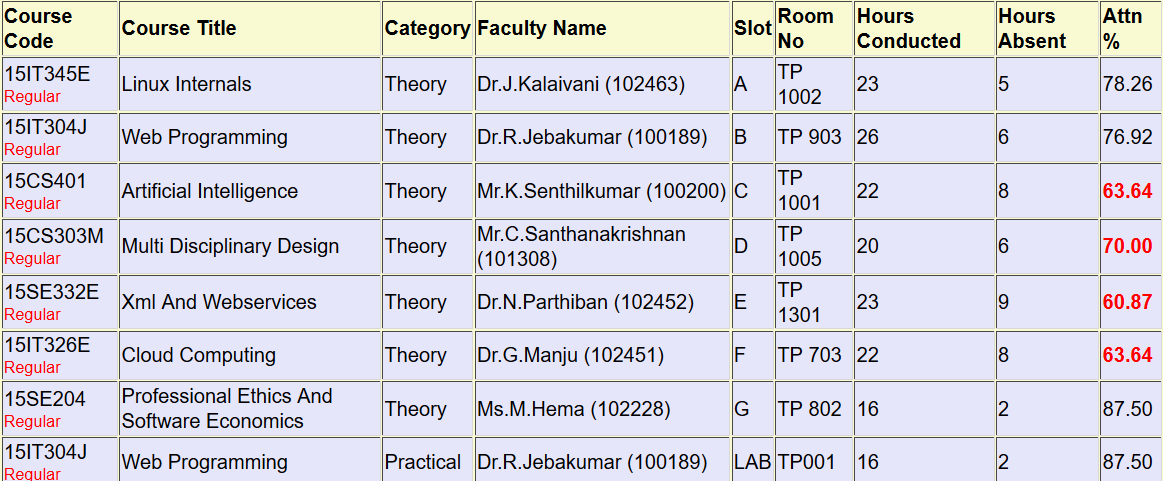 Course Code Course Title Category Faculty Name Slot Room No Hours Conducted Hours Absent Attn %
15IT345E Regular Linux Internals Theory Dr.J.Kalaivani (102463) A TP 1002 23 5 78.26
15IT304J Regular Web Programming Theory Dr.R.Jebakumar (100189) B TP 903 26 6 76.92
15CS401 Regular Artificial Intelligence Theory Mr.K.Senthilkumar (100200) C TP 1001 22 8 63.64
15CS303M Regular Multi Disciplinary Design Theory Mr.C.Santhanakrishnan (101308) D TP 1005 20 6 70.00
15SE332E Regular Xml And Webservices Theory Dr.N.Parthiban (102452) E TP 1301 23 9 60.87
15IT326E Regular Cloud Computing Theory Dr.G.Manju (102451) F TP 703 22 8 63.64
15SE204 Regular Professional Ethics And Software Economics Theory Ms.M.Hema (102228) G TP 802 16 2 87.50
15IT304J Regular Web Programming Practical Dr.R.Jebakumar (100189) LAB TP001 16 2 87.50